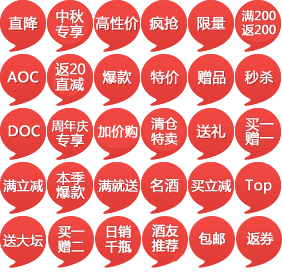 直降
中秋
专享
高性价
疯抢
限量
满200
返200
AOC
返20
直减
爆款
特价
赠品
秒杀
DOC
周年庆
专享
加价购
清仓
特卖
送礼
买一
赠一
满立减
本季
爆款
满就送
名酒
买立减
Top
送大坛
买一
赠二
日销
千瓶
酒友
推荐
包邮
返券